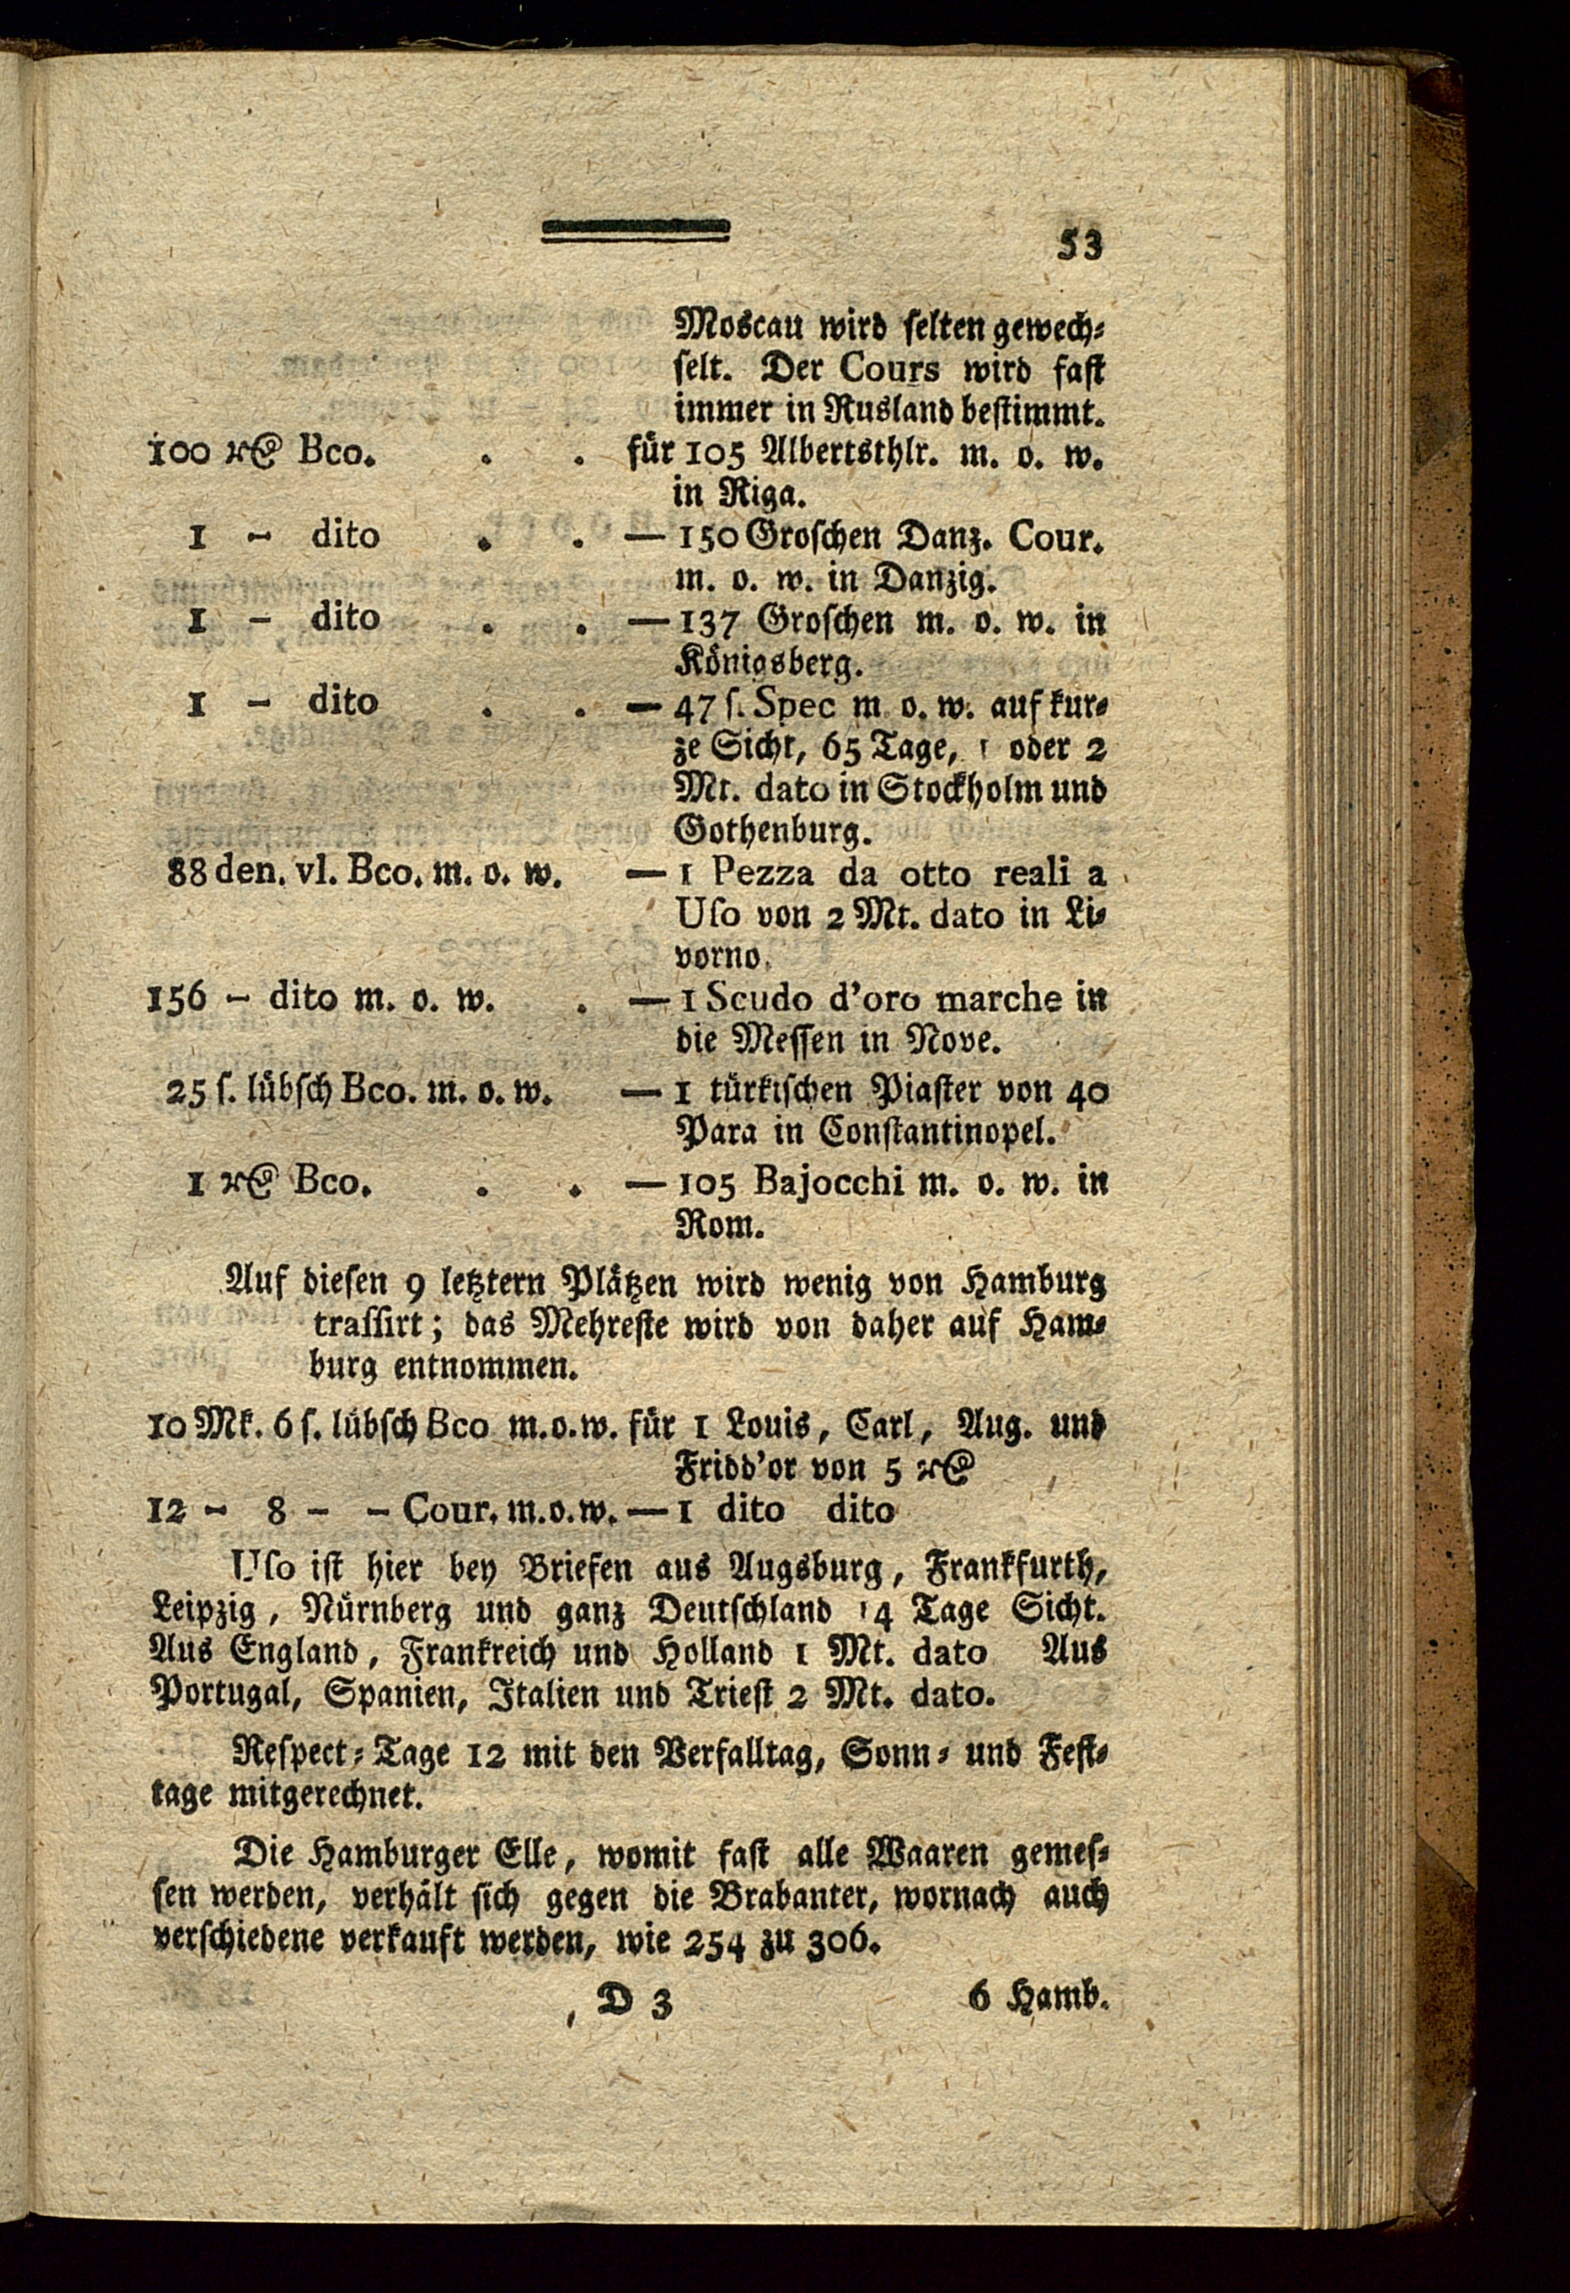 53
Moscau wird selten gewech⸗
selt. Der Cours wird fast
immer in Rusland bestimmt.
100 Rthlr Bco. . . für 105 Albertsthlr. m. o. w.
in Riga.
1 - dito . . — 150 Groschen Danz. Cour.
m. o. w. in Danzig.
1 - dito . . — 137 Groschen m. o. w. in
Königsberg.
1 - dito . . — 47 s. Spec m. o. w. auf kur⸗
ze Sicht, 65 Tage, 1 oder 2
Mt. dato in Stockholm und
Gothenburg.
88 den. vl. Bco. m. o. w. — 1 Pezza da otto reali a
Uso von 2 Mt. dato in Li⸗
vorno.
156 - dito m. o. w. . — 1 Scudo d'oro marche in
die Messen in Nove.
25 s. lübsch Bco. m. o. w. — 1 türkischen Piaster von 40
Para in Constantinopel.
1 Rthlr Bco. . . — 105 Bajocchi m. o. w. in
Rom.
Auf diesen 9 letztern Plätzen wird wenig von Hamburg
trassirt; das Mehreste wird von daher auf Ham⸗
burg entnommen.
10 Mk. 6 s. lübsch Bco m.o.w. für 1 Louis, Carl, Aug. und
Fridd'or von 5 Rthlr
12 - 8 - - Cour. m.o.w. — 1 dito dito
Uso ist hier bey Briefen aus Augsburg, Frankfurth,
Leipzig, Nürnberg und ganz Deutschland 14 Tage Sicht.
Aus England, Frankreich und Holland 1 Mt. dato Aus
Portugal, Spanien, Italien und Triest 2 Mt. dato.
Respect⸗Tage 12 mit den Verfalltag, Sonn⸗ und Fest⸗
tage mitgerechnet.
Die Hamburger Elle, womit fast alle Waaren gemes⸗
sen werden, verhält sich gegen die Brabanter, wornach auch
verschiedene verkauft werden, wie 254 zu 306.
D 3 6 Hamb.